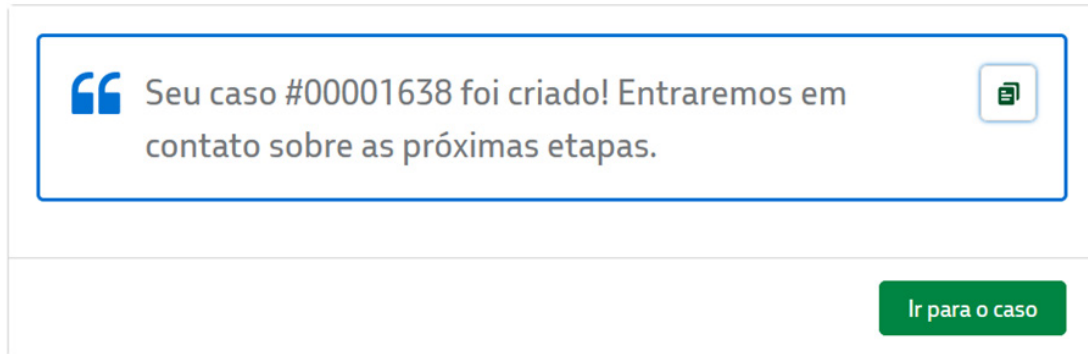 Seu caso #00001638 foi criado! Entraremos em
contato sobre as próximas etapas.
Ir para o caso